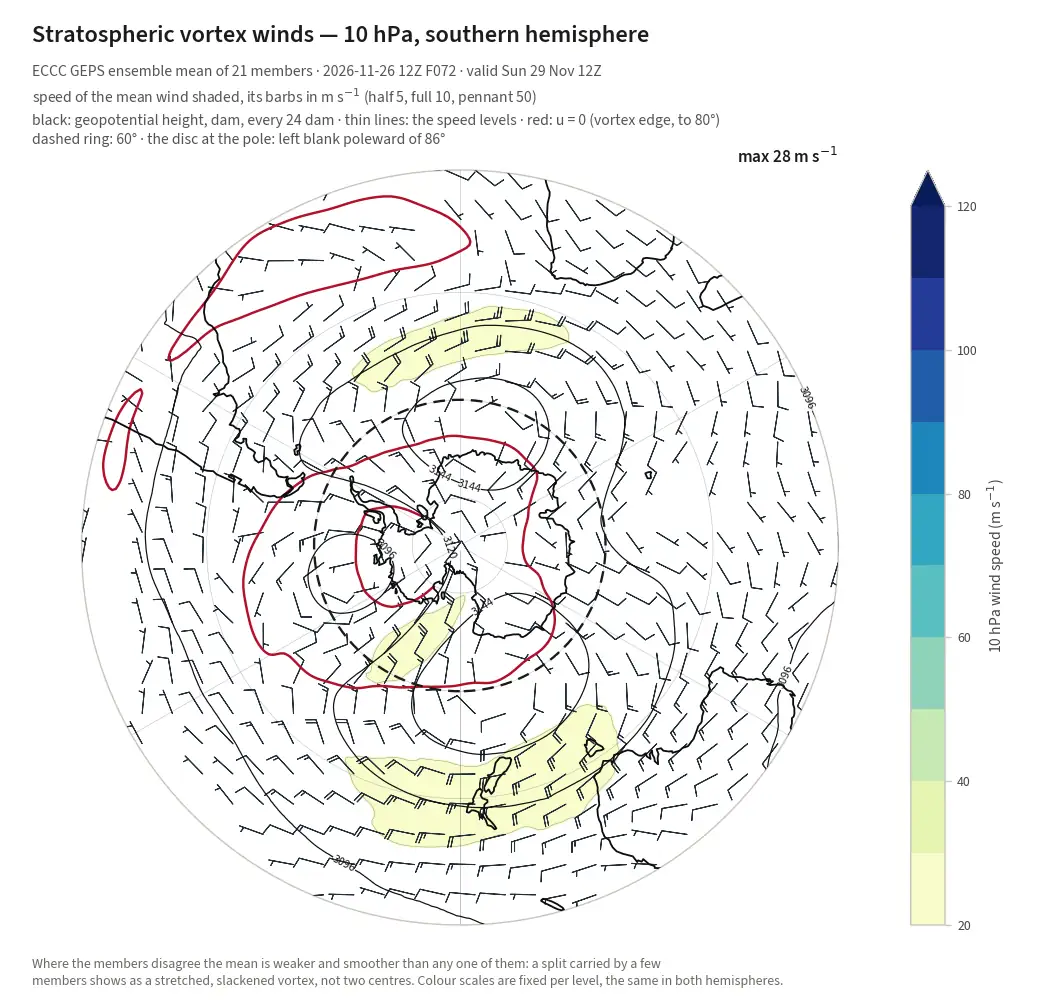 Stratospheric vortex winds — 10 hPa, southern hemisphere
ECCC GEPS ensemble mean of 21 members · 2026-11-26 12Z F072 · valid Sun 29 Nov 12Z
speed of the mean wind shaded, its barbs in m s⁻¹ (half 5, full 10, pennant 50)
black: geopotential height, dam, every 24 dam · thin lines: the speed levels · red: u = 0 (vortex edge, to 80°)
dashed ring: 60° · the disc at the pole: left blank poleward of 86°
max 28 m s⁻¹
120
100
80
60
40
20
10 hPa wind speed (m s⁻¹)
3096
3144
3144
3096
3120
3144
3096
3096
Where the members disagree the mean is weaker and smoother than any one of them: a split carried by a few
members shows as a stretched, slackened vortex, not two centres. Colour scales are fixed per level, the same in both hemispheres.